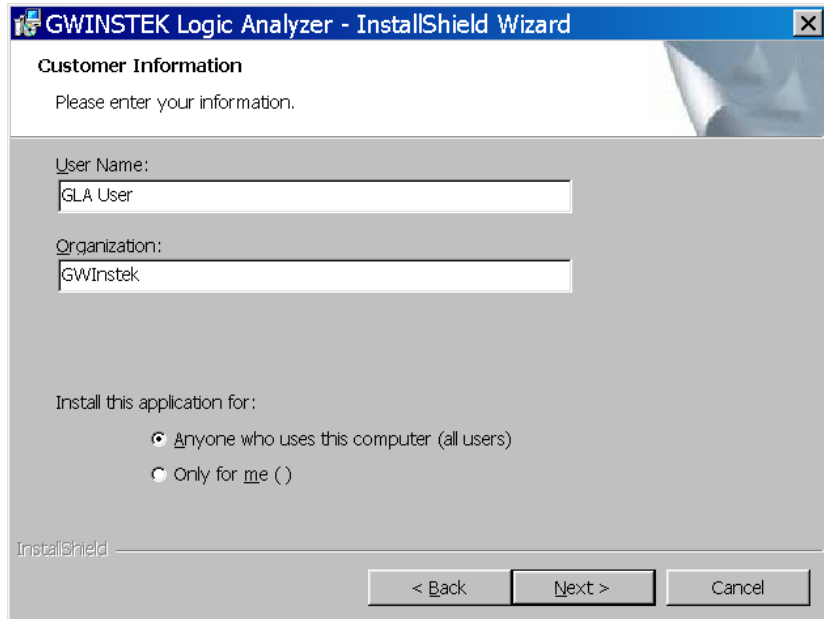 GWINSTEK Logic Analyzer - InstallShield Wizard
Customer Information
Please enter your information.
User Name:
GLA User
Organization:
GWInstek
Install this application for:
Anyone who uses this computer (all users)
Only for me ()
InstallShield
< Back
Next >
Cancel